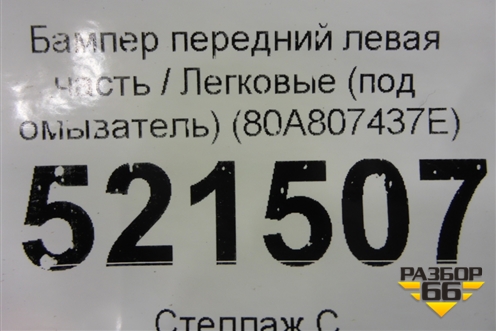 Бампер передний левая
часть / Легковые (под
омыватель) (80A807437E)
521507
Стеллаж С
РАЗБОР
66